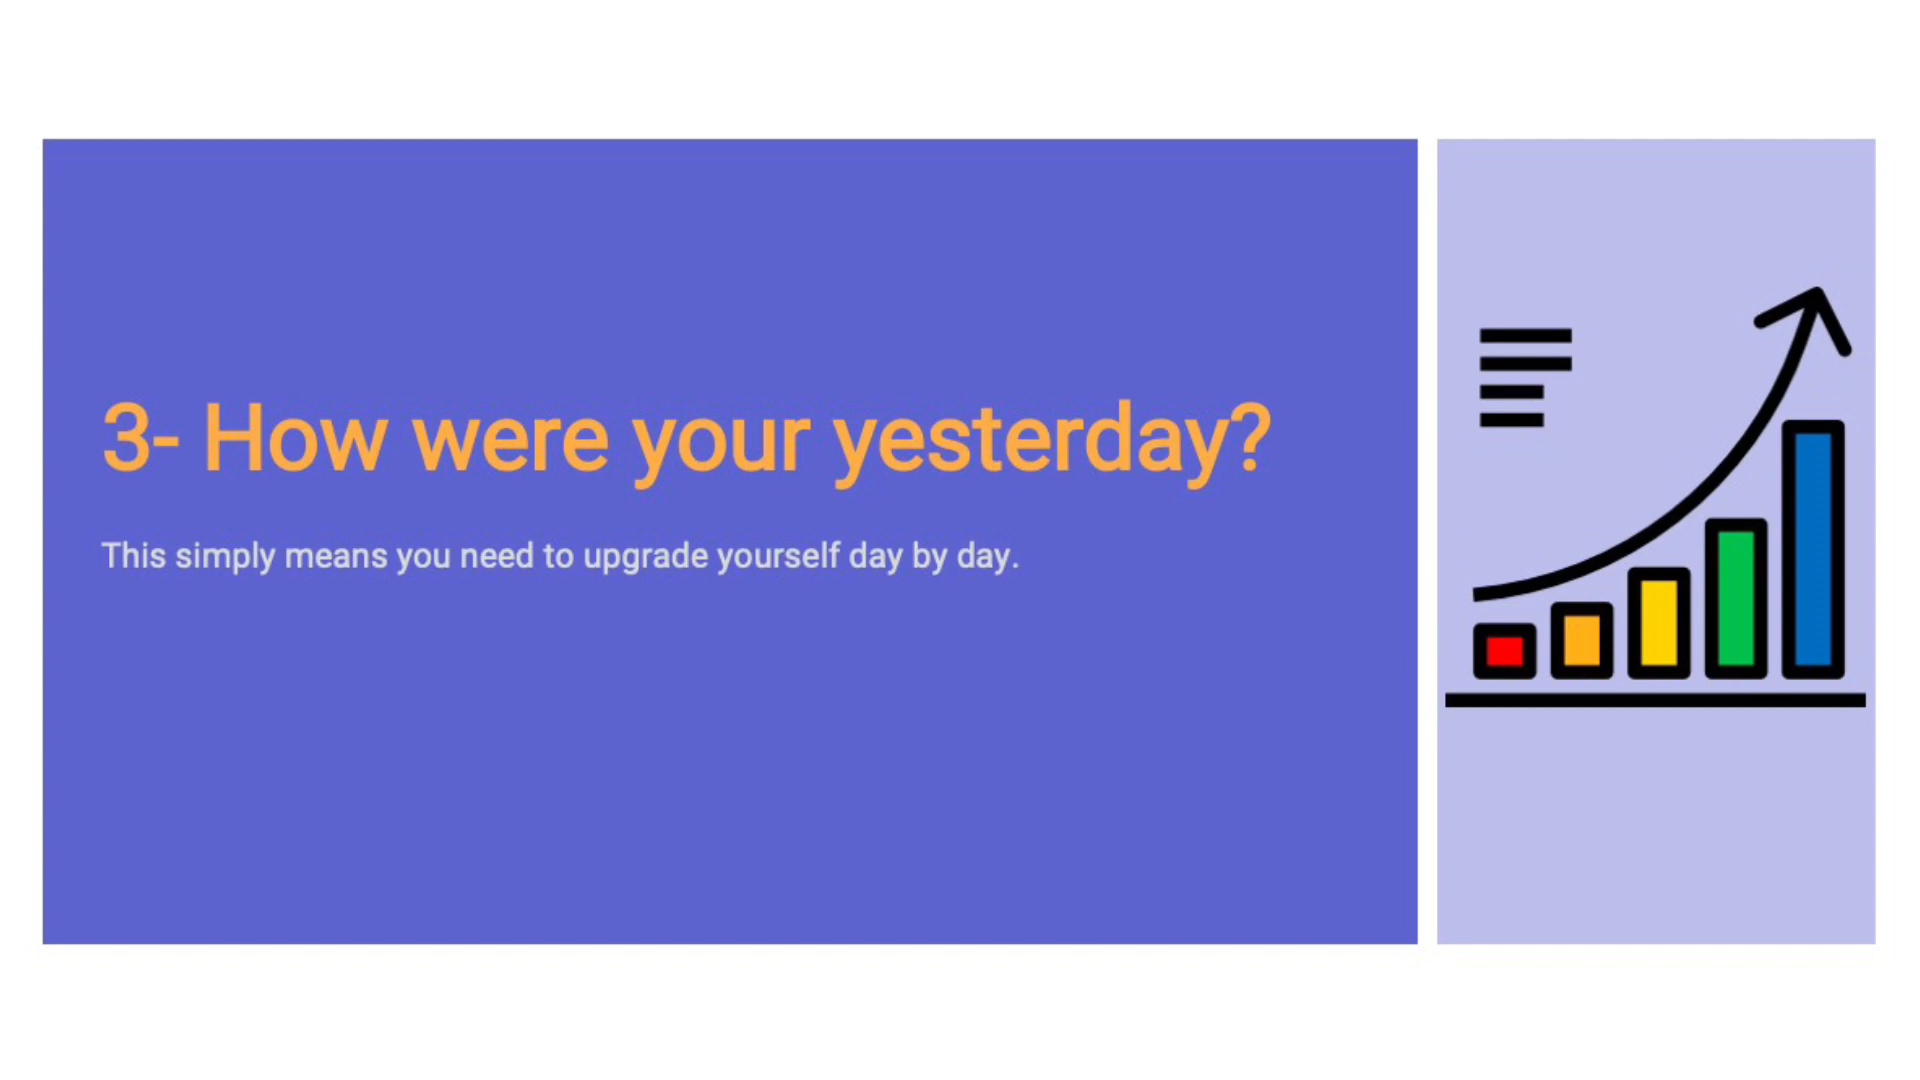 3- How were your yesterday?
This simply means you need to upgrade yourself day by day.